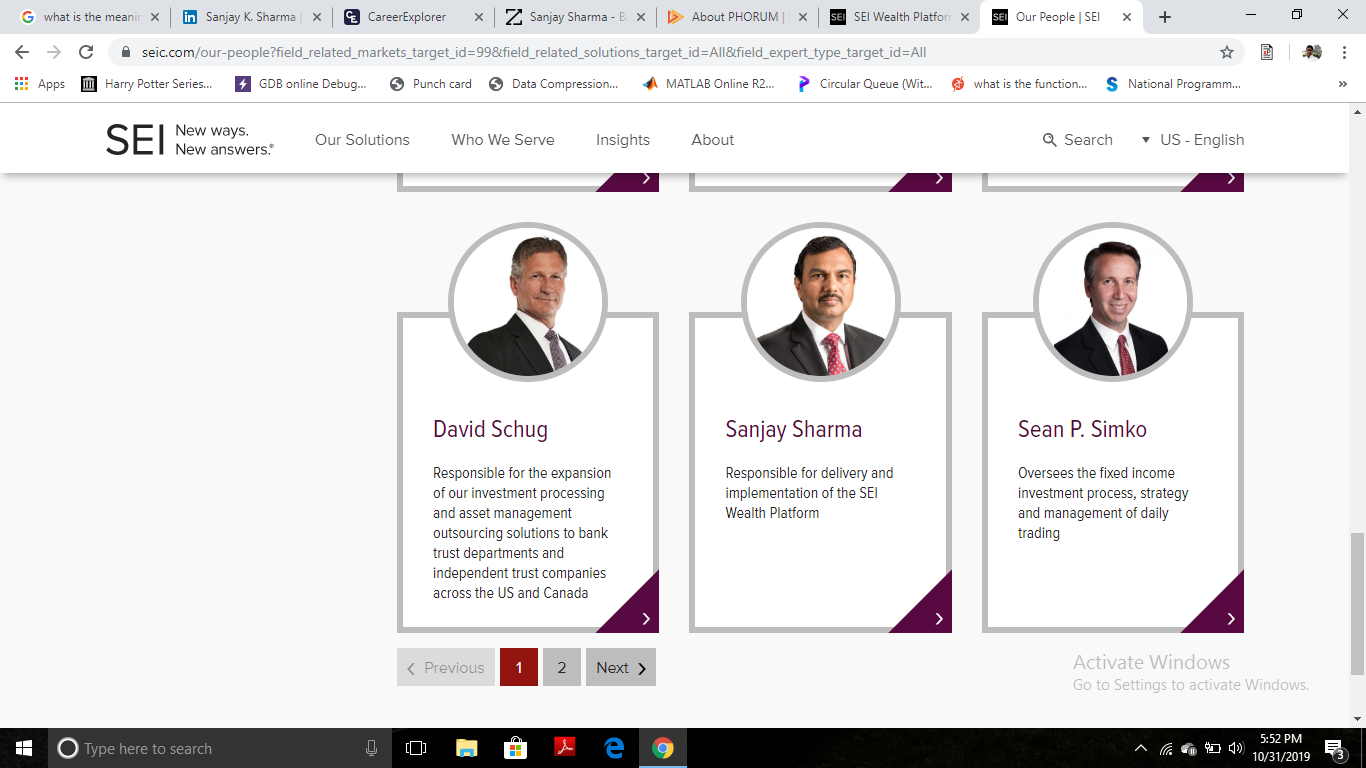 what is the meanin
Sanjay K. Sharma |
CareerExplorer
Sanjay Sharma - B
About PHORUM |
SEI Wealth Platfor
Our People | SEI
seic.com/our-people?field_related_markets_target_id=99&field_related_solutions_target_id=All&field_expert_type_target_id=All
Apps
Harry Potter Series...
GDB online Debug...
Punch card
Data Compression...
MATLAB Online R2...
Circular Queue (Wit...
what is the function...
National Programm...
SEI New ways.
New answers.®
Our Solutions
Who We Serve
Insights
About
Search
US - English
David Schug
Responsible for the expansion
of our investment processing
and asset management
outsourcing solutions to bank
trust departments and
independent trust companies
across the US and Canada
Sanjay Sharma
Responsible for delivery and
implementation of the SEI
Wealth Platform
Sean P. Simko
Oversees the fixed income
investment process, strategy
and management of daily
trading
Previous 1 2 Next
Activate Windows
Go to Settings to activate Windows.
Type here to search
5:52 PM
10/31/2019
3